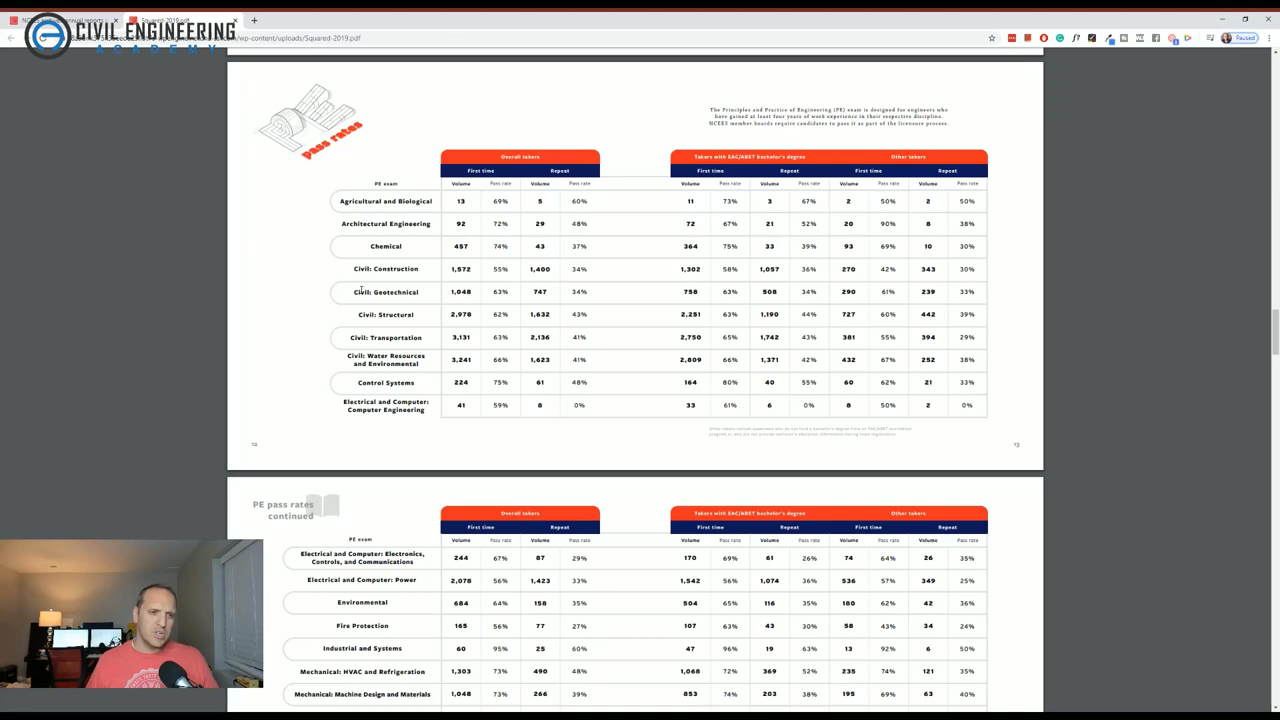 Squared-2019.pdf
CIVIL ENGINEERING
ACADEMY
wp-content/uploads/Squared-2019.pdf
Paused
pass rates
The Principles and Practice of Engineering (PE) exam is designed for engineers who
have gained at least four years of work experience in their respective discipline.
NCEES member boards require candidates to pass it as part of the licensure process.
Overall takers Takers with EAC/ABET bachelor's degree Other takers
First time Repeat First time Repeat First time Repeat
PE exam Volume Pass rate Volume Pass rate Volume Pass rate Volume Pass rate Volume Pass rate Volume Pass rate
Agricultural and Biological 13 69% 5 60% 11 73% 3 67% 2 50% 2 50%
Architectural Engineering 92 72% 29 48% 72 67% 21 52% 20 90% 8 38%
Chemical 457 74% 43 37% 364 75% 33 39% 93 69% 10 30%
Civil: Construction 1,572 55% 1,400 34% 1,302 58% 1,057 36% 270 42% 343 30%
Civil: Geotechnical 1,048 63% 747 34% 758 63% 508 34% 290 61% 239 33%
Civil: Structural 2,978 62% 1,632 43% 2,251 63% 1,190 44% 727 60% 442 39%
Civil: Transportation 3,131 63% 2,136 41% 2,750 65% 1,742 43% 381 55% 394 29%
Civil: Water Resources
and Environmental 3,241 66% 1,623 41% 2,809 66% 1,371 42% 432 67% 252 38%
Control Systems 224 75% 61 48% 164 80% 40 55% 60 62% 21 33%
Electrical and Computer:
Computer Engineering 41 59% 8 0% 33 61% 6 0% 8 50% 2 0%
12 13
PE pass rates
continued
Overall takers Takers with EAC/ABET bachelor's degree Other takers
First time Repeat First time Repeat First time Repeat
PE exam Volume Pass rate Volume Pass rate Volume Pass rate Volume Pass rate Volume Pass rate Volume Pass rate
Electrical and Computer: Electronics,
Controls, and Communications 244 67% 87 29% 170 69% 61 26% 74 64% 26 35%
Electrical and Computer: Power 2,078 56% 1,423 33% 1,542 56% 1,074 36% 536 57% 349 25%
Environmental 684 64% 158 35% 504 65% 116 35% 180 62% 42 36%
Fire Protection 165 56% 77 27% 107 63% 43 30% 58 43% 34 24%
Industrial and Systems 60 95% 25 60% 47 96% 19 63% 13 92% 6 50%
Mechanical: HVAC and Refrigeration 1,303 73% 490 48% 1,068 72% 369 52% 235 74% 121 35%
Mechanical: Machine Design and Materials 1,048 73% 266 39% 853 74% 203 38% 195 69% 63 40%